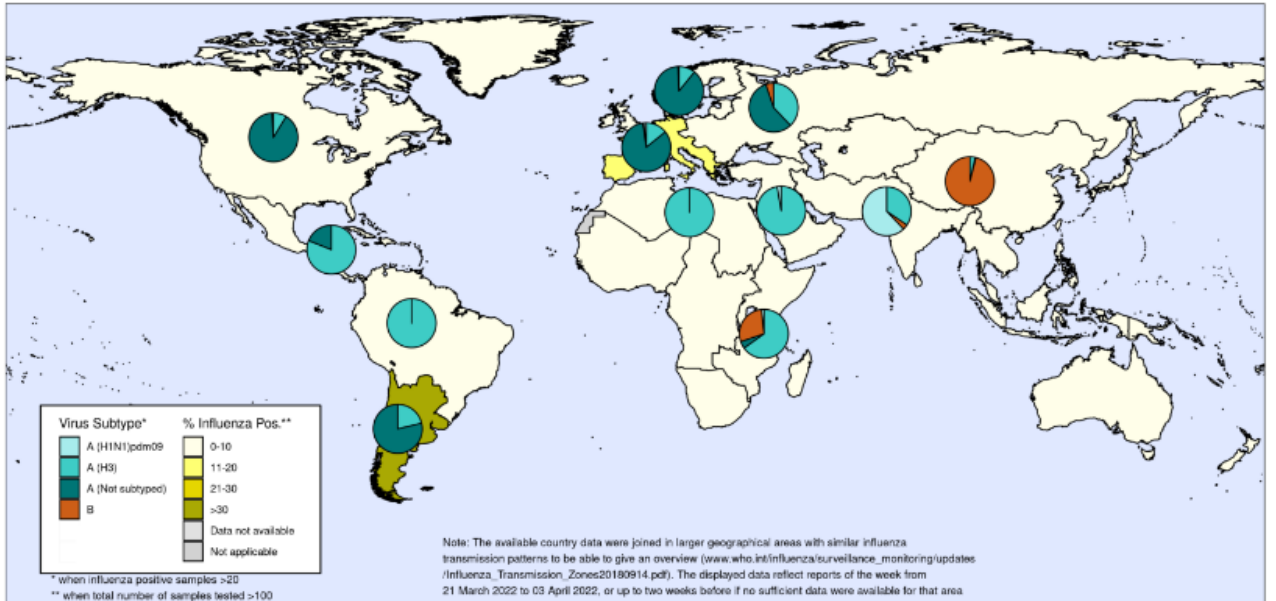 Virus Subtype*
A (H1N1)pdm09
A (H3)
A (Not subtyped)
B
% Influenza Pos.**
0-10
11-20
21-30
>30
Data not available
Not applicable
* when influenza positive samples >20
** when total number of samples tested >100
Note: The available country data were joined in larger geographical areas with similar influenza
transmission patterns to be able to give an overview (www.who.int/influenza/surveillance_monitoring/updates
/Influenza_Transmission_Zones20180914.pdf). The displayed data reflect reports of the week from
21 March 2022 to 03 April 2022, or up to two weeks before if no sufficient data were available for that area